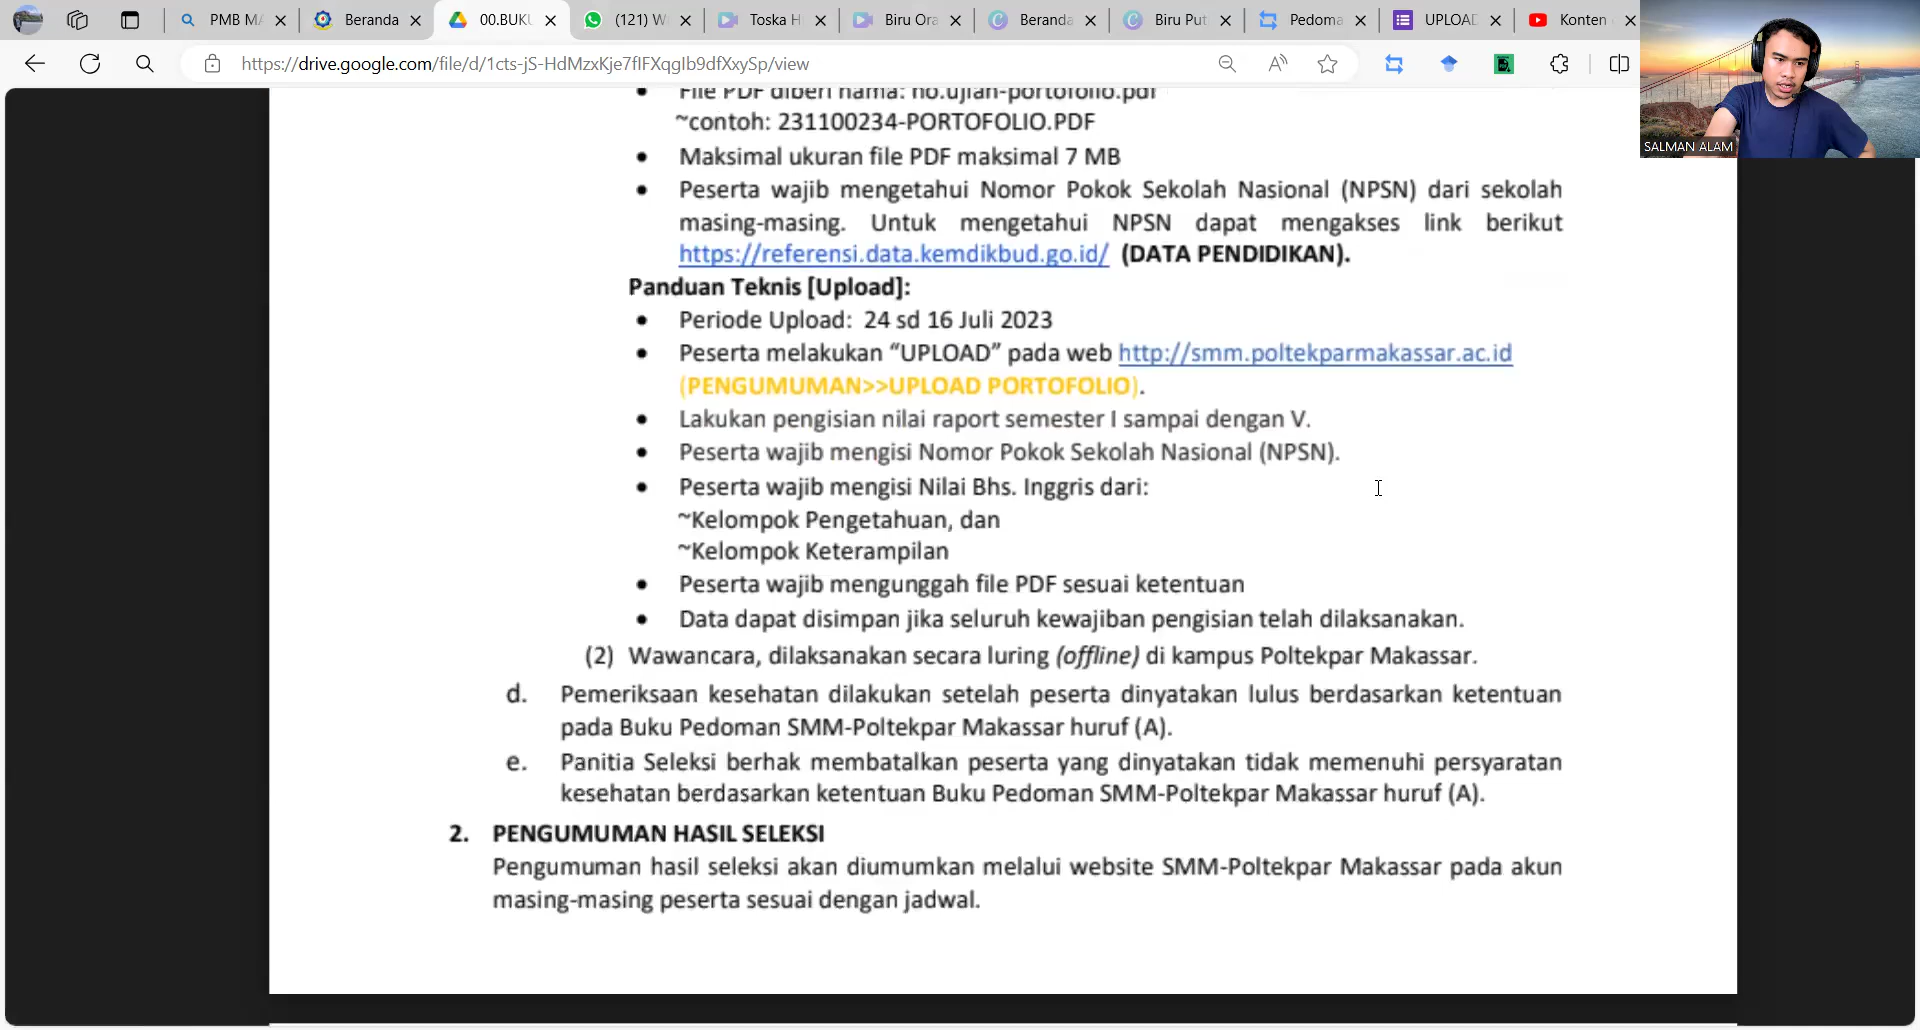 PMB MA
Beranda
00.BUKU
(121) W
Toska H
Biru Ora
Beranda
Biru Put
Pedoma
UPLOAD
Konten
https://drive.google.com/file/d/1cts-jS-HdMzxKje7fIFXqgIb9dfXxySp/view
SALMAN ALAM
• File PDF diberi nama: no.ujian-portofolio.pdf
~contoh: 231100234-PORTOFOLIO.PDF
• Maksimal ukuran file PDF maksimal 7 MB
• Peserta wajib mengetahui Nomor Pokok Sekolah Nasional (NPSN) dari sekolah
masing-masing. Untuk mengetahui NPSN dapat mengakses link berikut
https://referensi.data.kemdikbud.go.id/ (DATA PENDIDIKAN).
Panduan Teknis [Upload]:
• Periode Upload: 24 sd 16 Juli 2023
• Peserta melakukan “UPLOAD” pada web http://smm.poltekparmakassar.ac.id
(PENGUMUMAN>>UPLOAD PORTOFOLIO).
• Lakukan pengisian nilai raport semester I sampai dengan V.
• Peserta wajib mengisi Nomor Pokok Sekolah Nasional (NPSN).
• Peserta wajib mengisi Nilai Bhs. Inggris dari:
~Kelompok Pengetahuan, dan
~Kelompok Keterampilan
• Peserta wajib mengunggah file PDF sesuai ketentuan
• Data dapat disimpan jika seluruh kewajiban pengisian telah dilaksanakan.
(2) Wawancara, dilaksanakan secara luring (offline) di kampus Poltekpar Makassar.
d. Pemeriksaan kesehatan dilakukan setelah peserta dinyatakan lulus berdasarkan ketentuan
pada Buku Pedoman SMM-Poltekpar Makassar huruf (A).
e. Panitia Seleksi berhak membatalkan peserta yang dinyatakan tidak memenuhi persyaratan
kesehatan berdasarkan ketentuan Buku Pedoman SMM-Poltekpar Makassar huruf (A).
2. PENGUMUMAN HASIL SELEKSI
Pengumuman hasil seleksi akan diumumkan melalui website SMM-Poltekpar Makassar pada akun
masing-masing peserta sesuai dengan jadwal.